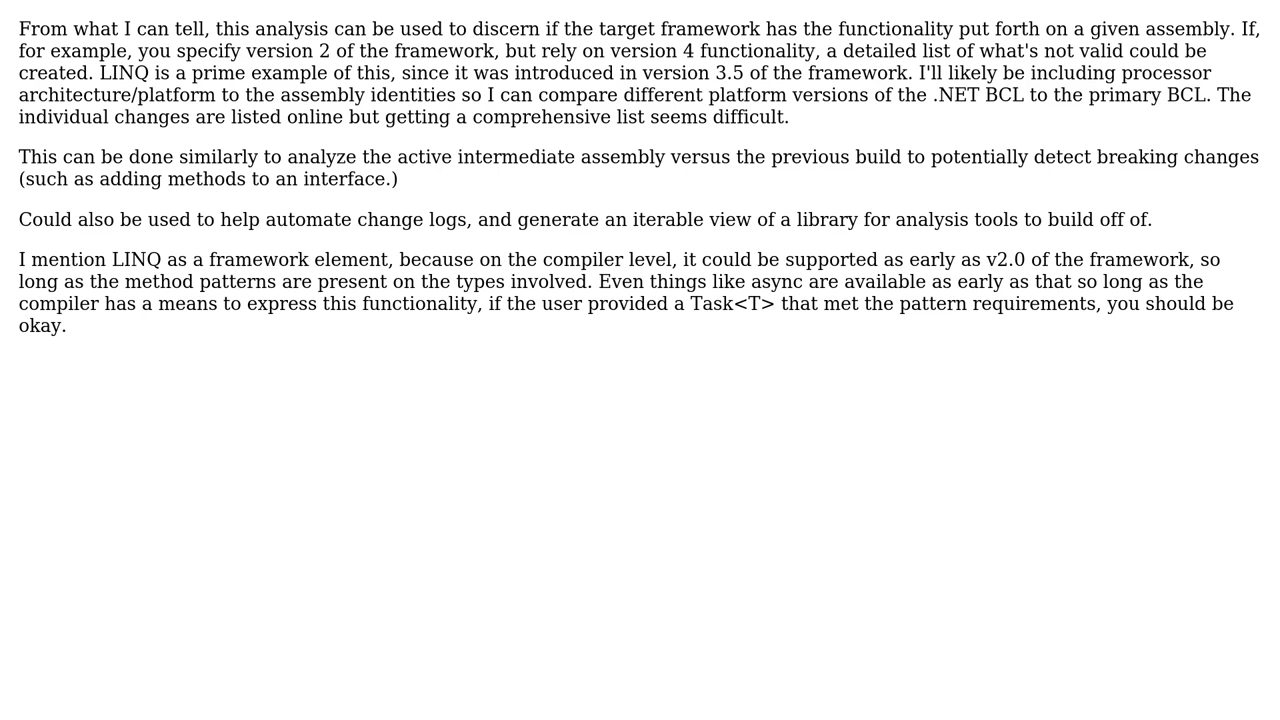 From what I can tell, this analysis can be used to discern if the target framework has the functionality put forth on a given assembly. If,
for example, you specify version 2 of the framework, but rely on version 4 functionality, a detailed list of what's not valid could be
created. LINQ is a prime example of this, since it was introduced in version 3.5 of the framework. I'll likely be including processor
architecture/platform to the assembly identities so I can compare different platform versions of the .NET BCL to the primary BCL. The
individual changes are listed online but getting a comprehensive list seems difficult.
This can be done similarly to analyze the active intermediate assembly versus the previous build to potentially detect breaking changes
(such as adding methods to an interface.)
Could also be used to help automate change logs, and generate an iterable view of a library for analysis tools to build off of.
I mention LINQ as a framework element, because on the compiler level, it could be supported as early as v2.0 of the framework, so
long as the method patterns are present on the types involved. Even things like async are available as early as that so long as the
compiler has a means to express this functionality, if the user provided a Task<T> that met the pattern requirements, you should be
okay.